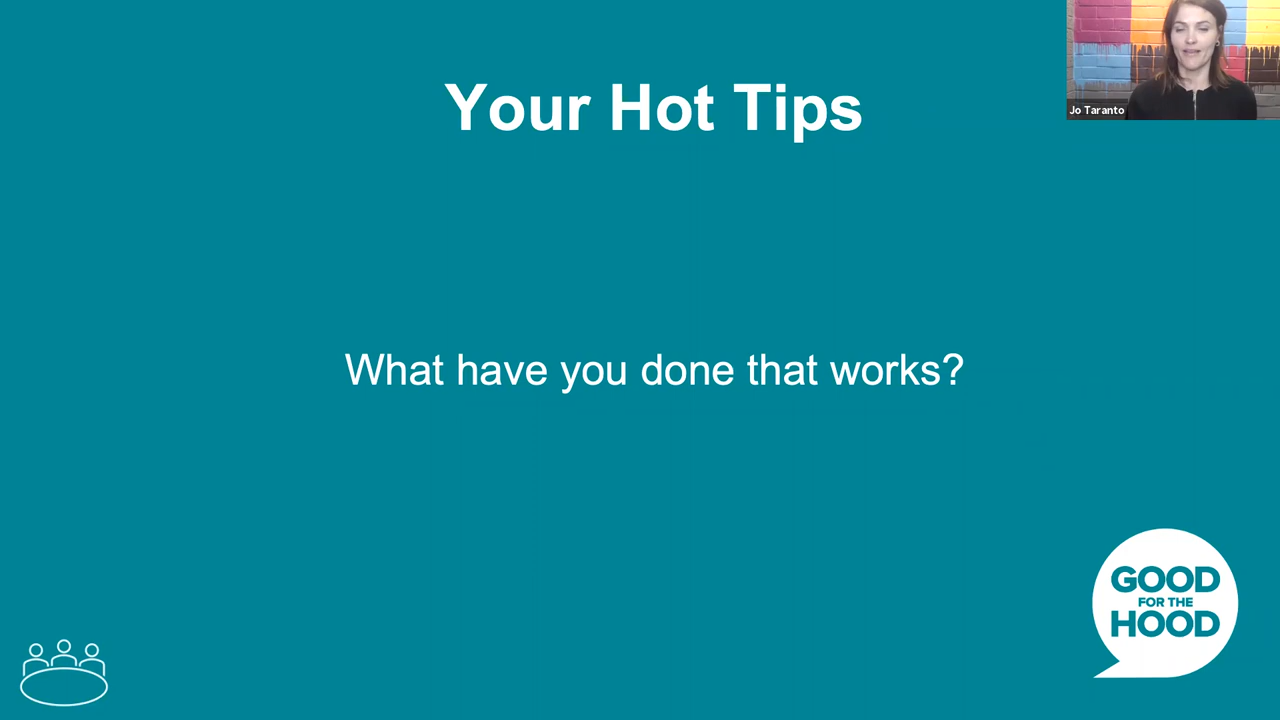 Your Hot Tips
Jo Taranto
What have you done that works?
GOOD
FOR THE
HOOD